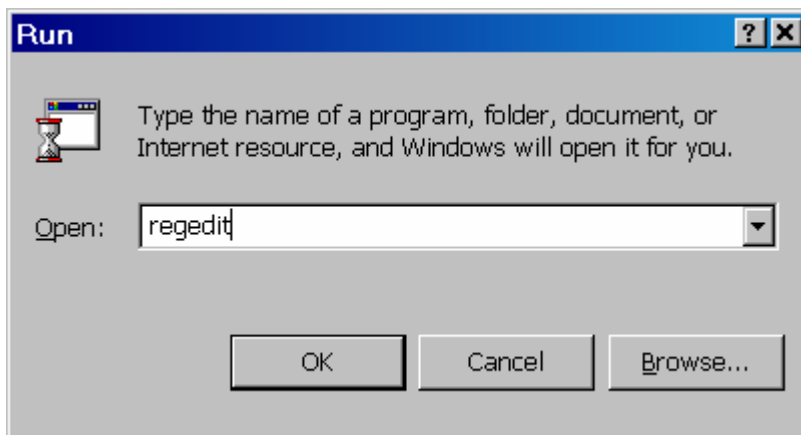 Run
Type the name of a program, folder, document, or
Internet resource, and Windows will open it for you.
Open: regedit
OK Cancel Browse...